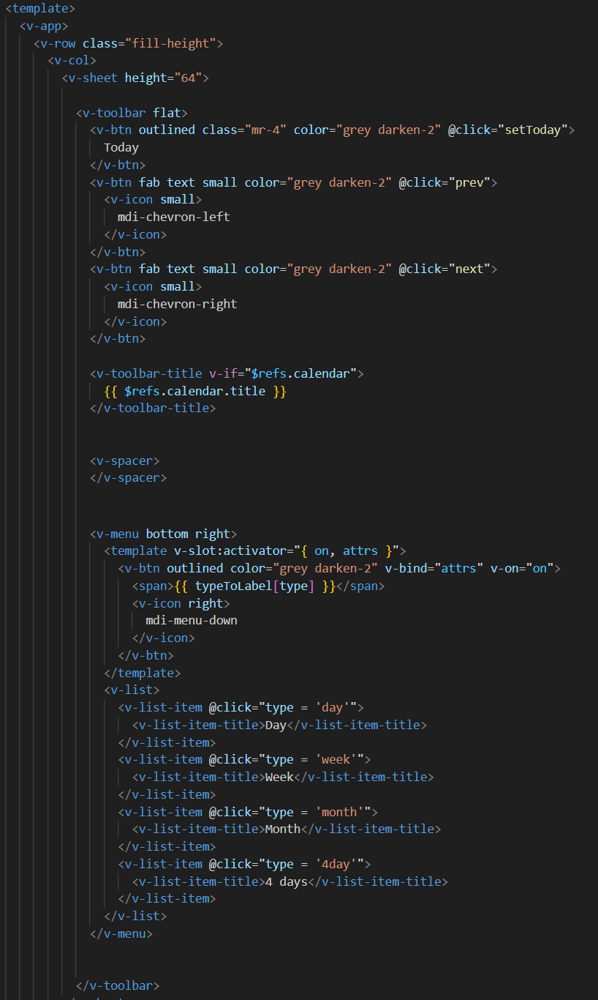 <template>
<v-app>
<v-row class="fill-height">
<v-col>
<v-sheet height="64">
<v-toolbar flat>
<v-btn outlined class="mr-4" color="grey darken-2" @click="setToday">
Today
</v-btn>
<v-btn fab text small color="grey darken-2" @click="prev">
<v-icon small>
mdi-chevron-left
</v-icon>
</v-btn>
<v-btn fab text small color="grey darken-2" @click="next">
<v-icon small>
mdi-chevron-right
</v-icon>
</v-btn>
<v-toolbar-title v-if="$refs.calendar">
{{ $refs.calendar.title }}
</v-toolbar-title>
<v-spacer>
</v-spacer>
<v-menu bottom right>
<template v-slot:activator="{ on, attrs }">
<v-btn outlined color="grey darken-2" v-bind="attrs" v-on="on">
<span>{{ typeToLabel[type] }}</span>
<v-icon right>
mdi-menu-down
</v-icon>
</v-btn>
</template>
<v-list>
<v-list-item @click="type = 'day'">
<v-list-item-title>Day</v-list-item-title>
</v-list-item>
<v-list-item @click="type = 'week'">
<v-list-item-title>Week</v-list-item-title>
</v-list-item>
<v-list-item @click="type = 'month'">
<v-list-item-title>Month</v-list-item-title>
</v-list-item>
<v-list-item @click="type = '4day'">
<v-list-item-title>4 days</v-list-item-title>
</v-list-item>
</v-list>
</v-menu>
</v-toolbar>